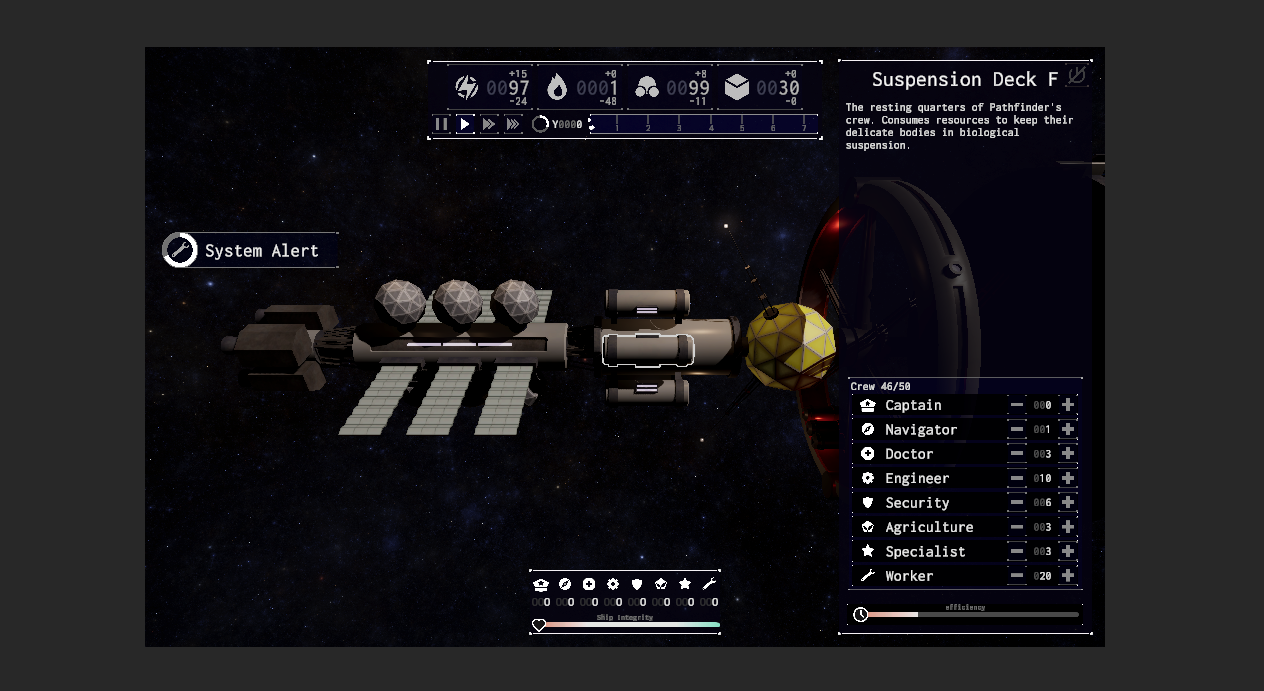 +15 +0 +8 +0
0097 0001 0099 0030
-24 -48 -11 -0
Y0000 1 2 3 4 5 6 7
Suspension Deck F
The resting quarters of Pathfinder's
crew. Consumes resources to keep their
delicate bodies in biological
suspension.
System Alert
Crew 46/50
Captain 000
Navigator 001
Doctor 003
Engineer 010
Security 006
Agriculture 003
Specialist 003
Worker 020
efficiency
000 000 000 000 000 000 000 000
Ship Integrity